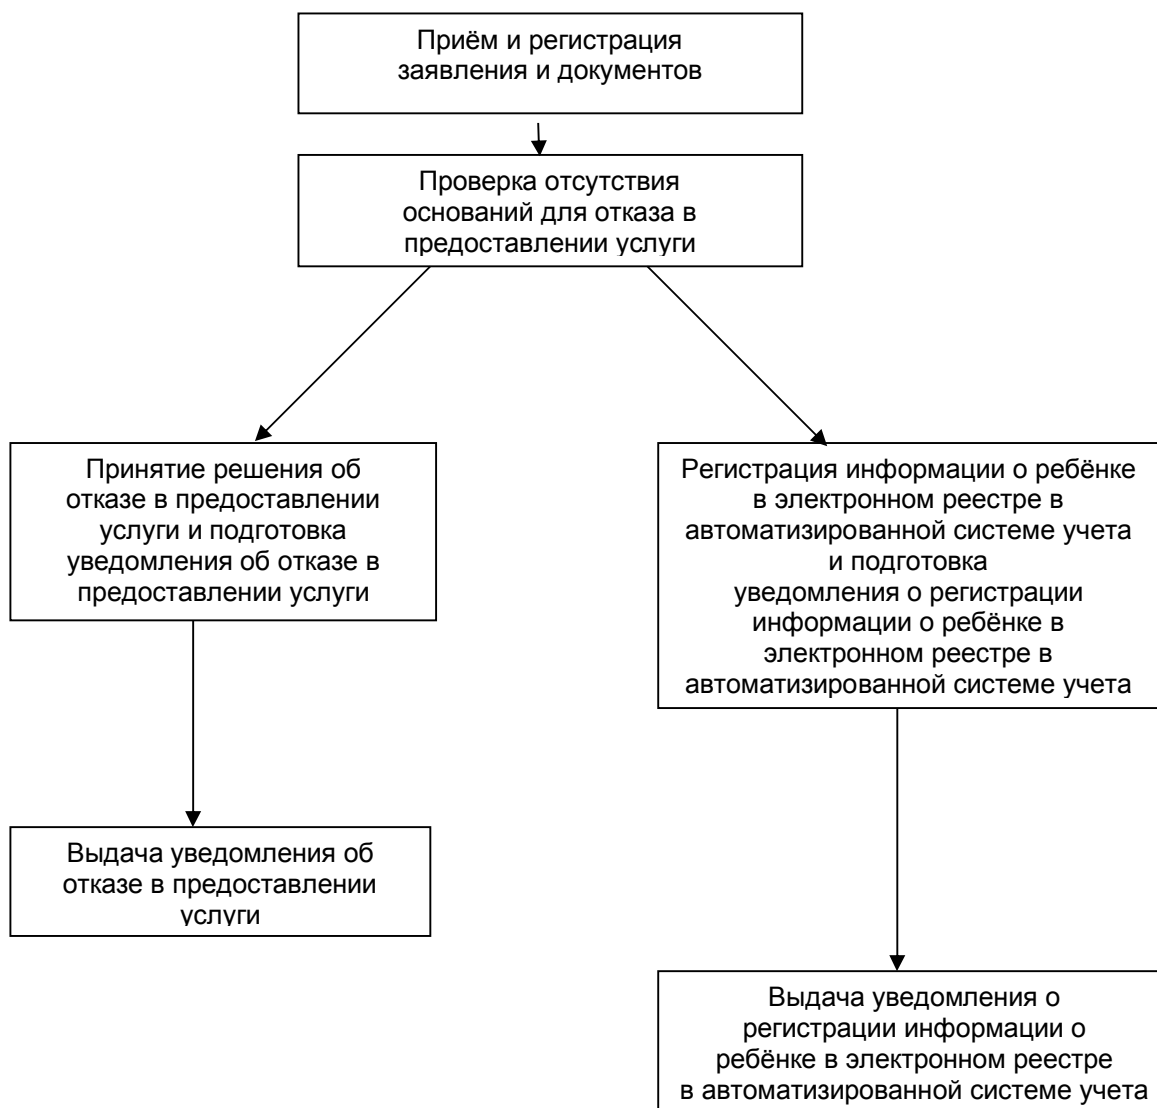 Приём и регистрация
заявления и документов
Проверка отсутствия
оснований для отказа в
предоставлении услуги
Принятие решения об
отказе в предоставлении
услуги и подготовка
уведомления об отказе в
предоставлении услуги
Регистрация информации о ребёнке
в электронном реестре в
автоматизированной системе учета
и подготовка
уведомления о регистрации
информации о ребёнке в
электронном реестре в
автоматизированной системе учета
Выдача уведомления об
отказе в предоставлении
услуги
Выдача уведомления о
регистрации информации о
ребёнке в электронном реестре
в автоматизированной системе учета